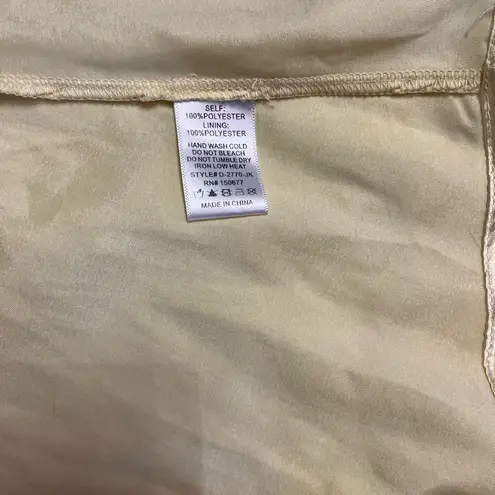 SELF:
100%POLYESTER
LINING:
100%POLYESTER
HAND WASH COLD
DO NOT BLEACH
DO NOT TUMBLE DRY
IRON LOW HEAT
STYLE# D-2770-JK
RN# 150677
MADE IN CHINA